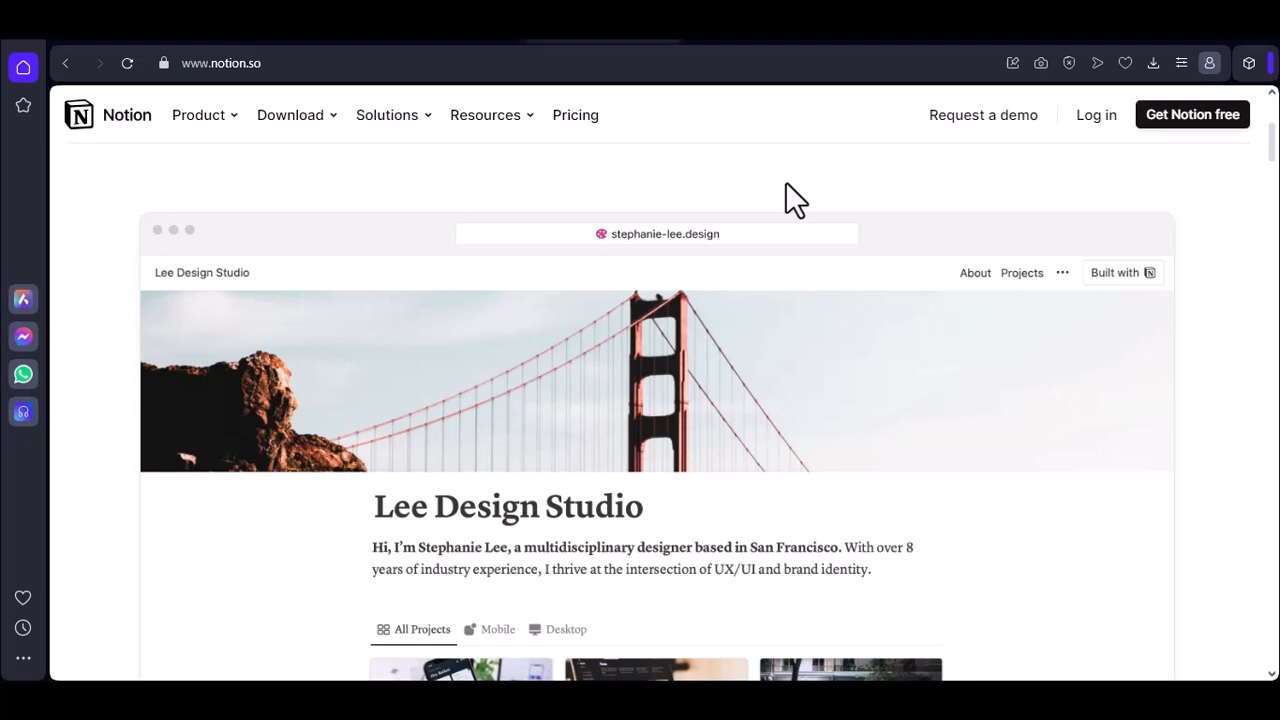 www.notion.so
Notion Product Download Solutions Resources Pricing Request a demo Log in Get Notion free
stephanie-lee.design
Lee Design Studio About Projects ••• Built with
Lee Design Studio
Hi, I'm Stephanie Lee, a multidisciplinary designer based in San Francisco. With over 8
years of industry experience, I thrive at the intersection of UX/UI and brand identity.
All Projects Mobile Desktop